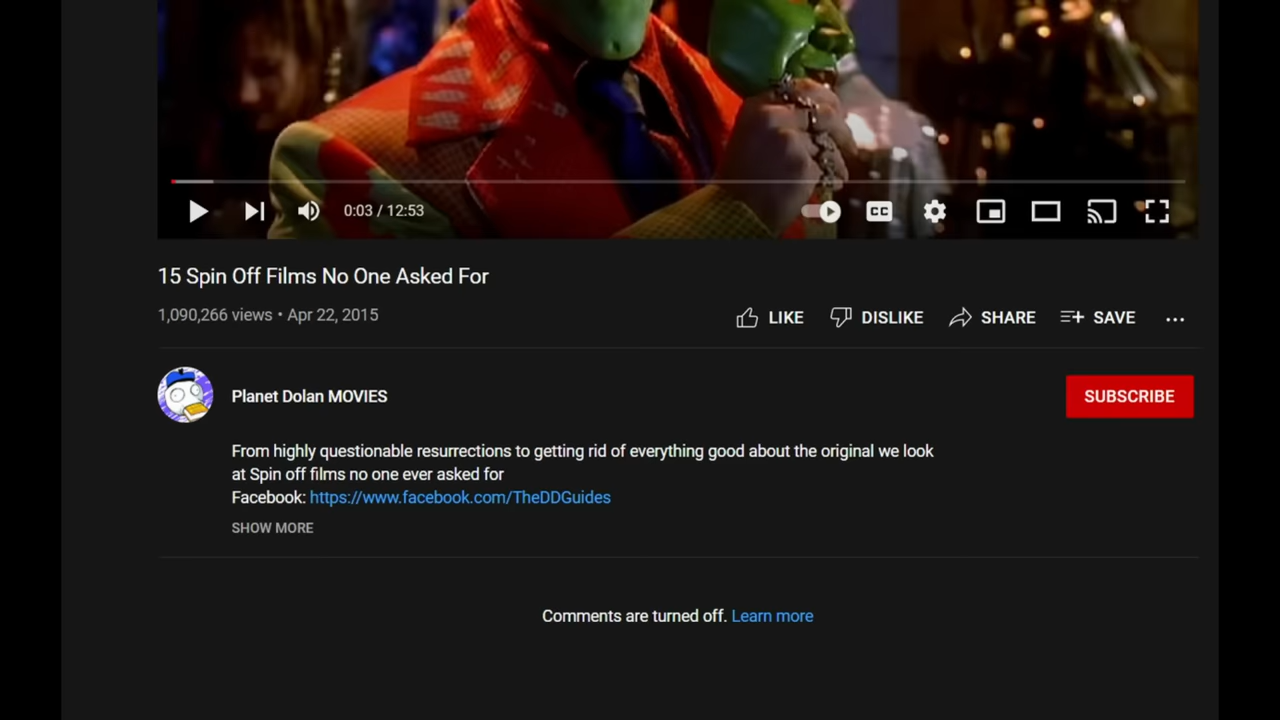 0:03 / 12:53
CC
15 Spin Off Films No One Asked For
1,090,266 views • Apr 22, 2015
LIKE
DISLIKE
SHARE
SAVE
Planet Dolan MOVIES
SUBSCRIBE
From highly questionable resurrections to getting rid of everything good about the original we look
at Spin off films no one ever asked for
Facebook: https://www.facebook.com/TheDDGuides
SHOW MORE
Comments are turned off. Learn more